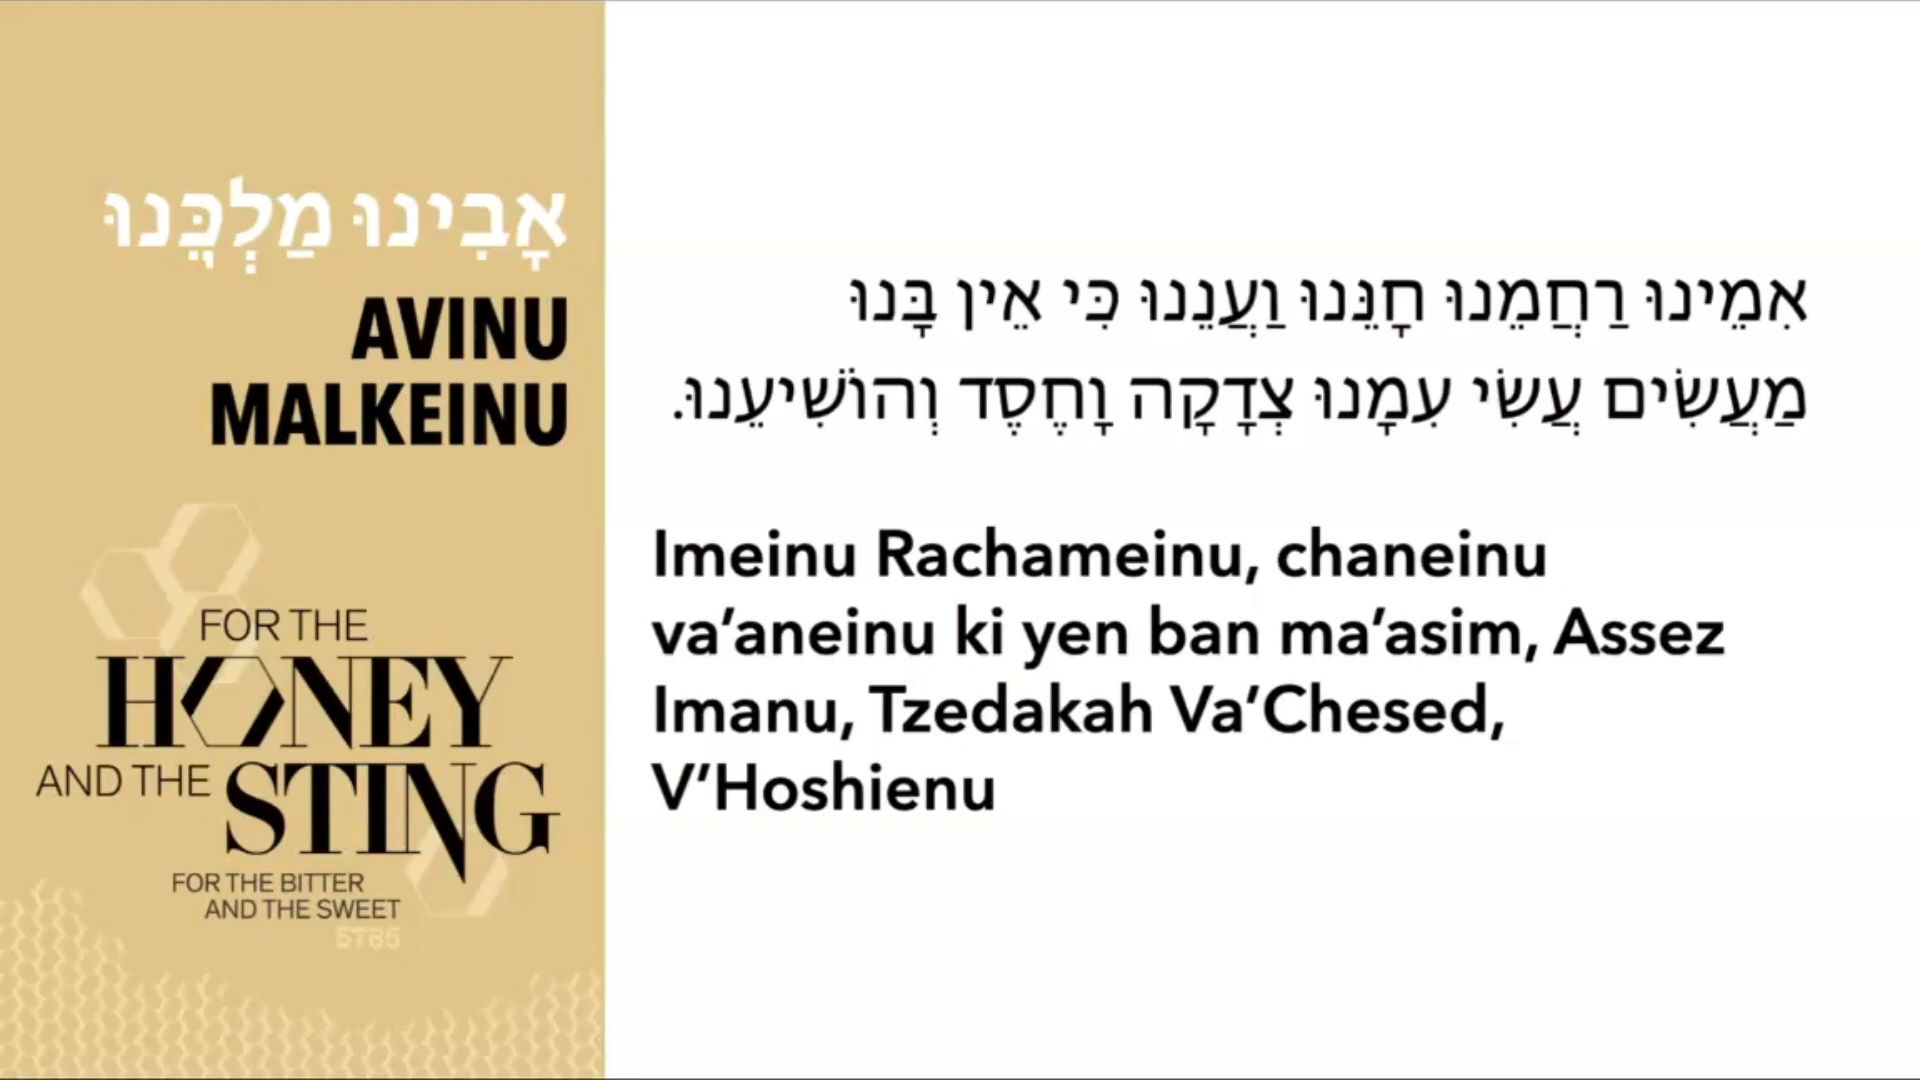 אָבִינוּ מַלְכֵּנוּ
AVINU
MALKEINU
FOR THE
HONEY
AND THE STING
FOR THE BITTER
AND THE SWEET
5785
אִמֵינוּ רַחֲמֵנוּ חָנֵּנוּ וַעֲנֵנוּ כִּי אֵין בָּנוּ
מַעֲשִׂים עֲשִׂי עִמָנוּ צְדָקָה וָחֶסֶד וְהוֹשִׁיעֵנוּ.
Imeinu Rachameinu, chaneinu
va’aneinu ki yen ban ma’asim, Assez
Imanu, Tzedakah Va’Chesed,
V’Hoshienu